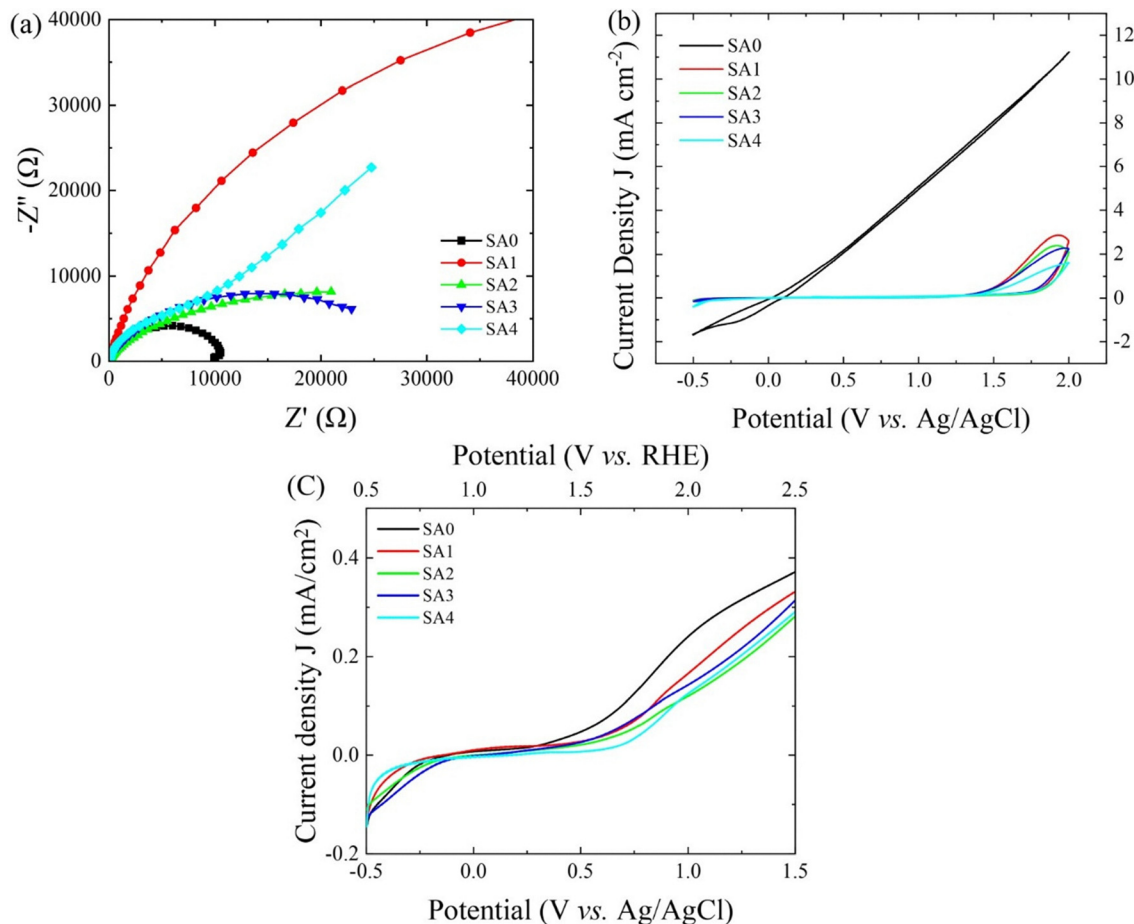 (a)
40000
30000
20000
10000
0
-Z'' (Ω)
0 10000 20000 30000 40000
Z' (Ω)
SA0
SA1
SA2
SA3
SA4
(b)
SA0
SA1
SA2
SA3
SA4
Current Density J (mA cm-2)
12
10
8
6
4
2
0
-2
-0.5 0.0 0.5 1.0 1.5 2.0
Potential (V vs. Ag/AgCl)
Potential (V vs. RHE)
(C)
0.5 1.0 1.5 2.0 2.5
SA0
SA1
SA2
SA3
SA4
Current density J (mA/cm²)
0.4
0.2
0.0
-0.2
-0.5 0.0 0.5 1.0 1.5
Potential (V vs. Ag/AgCl)